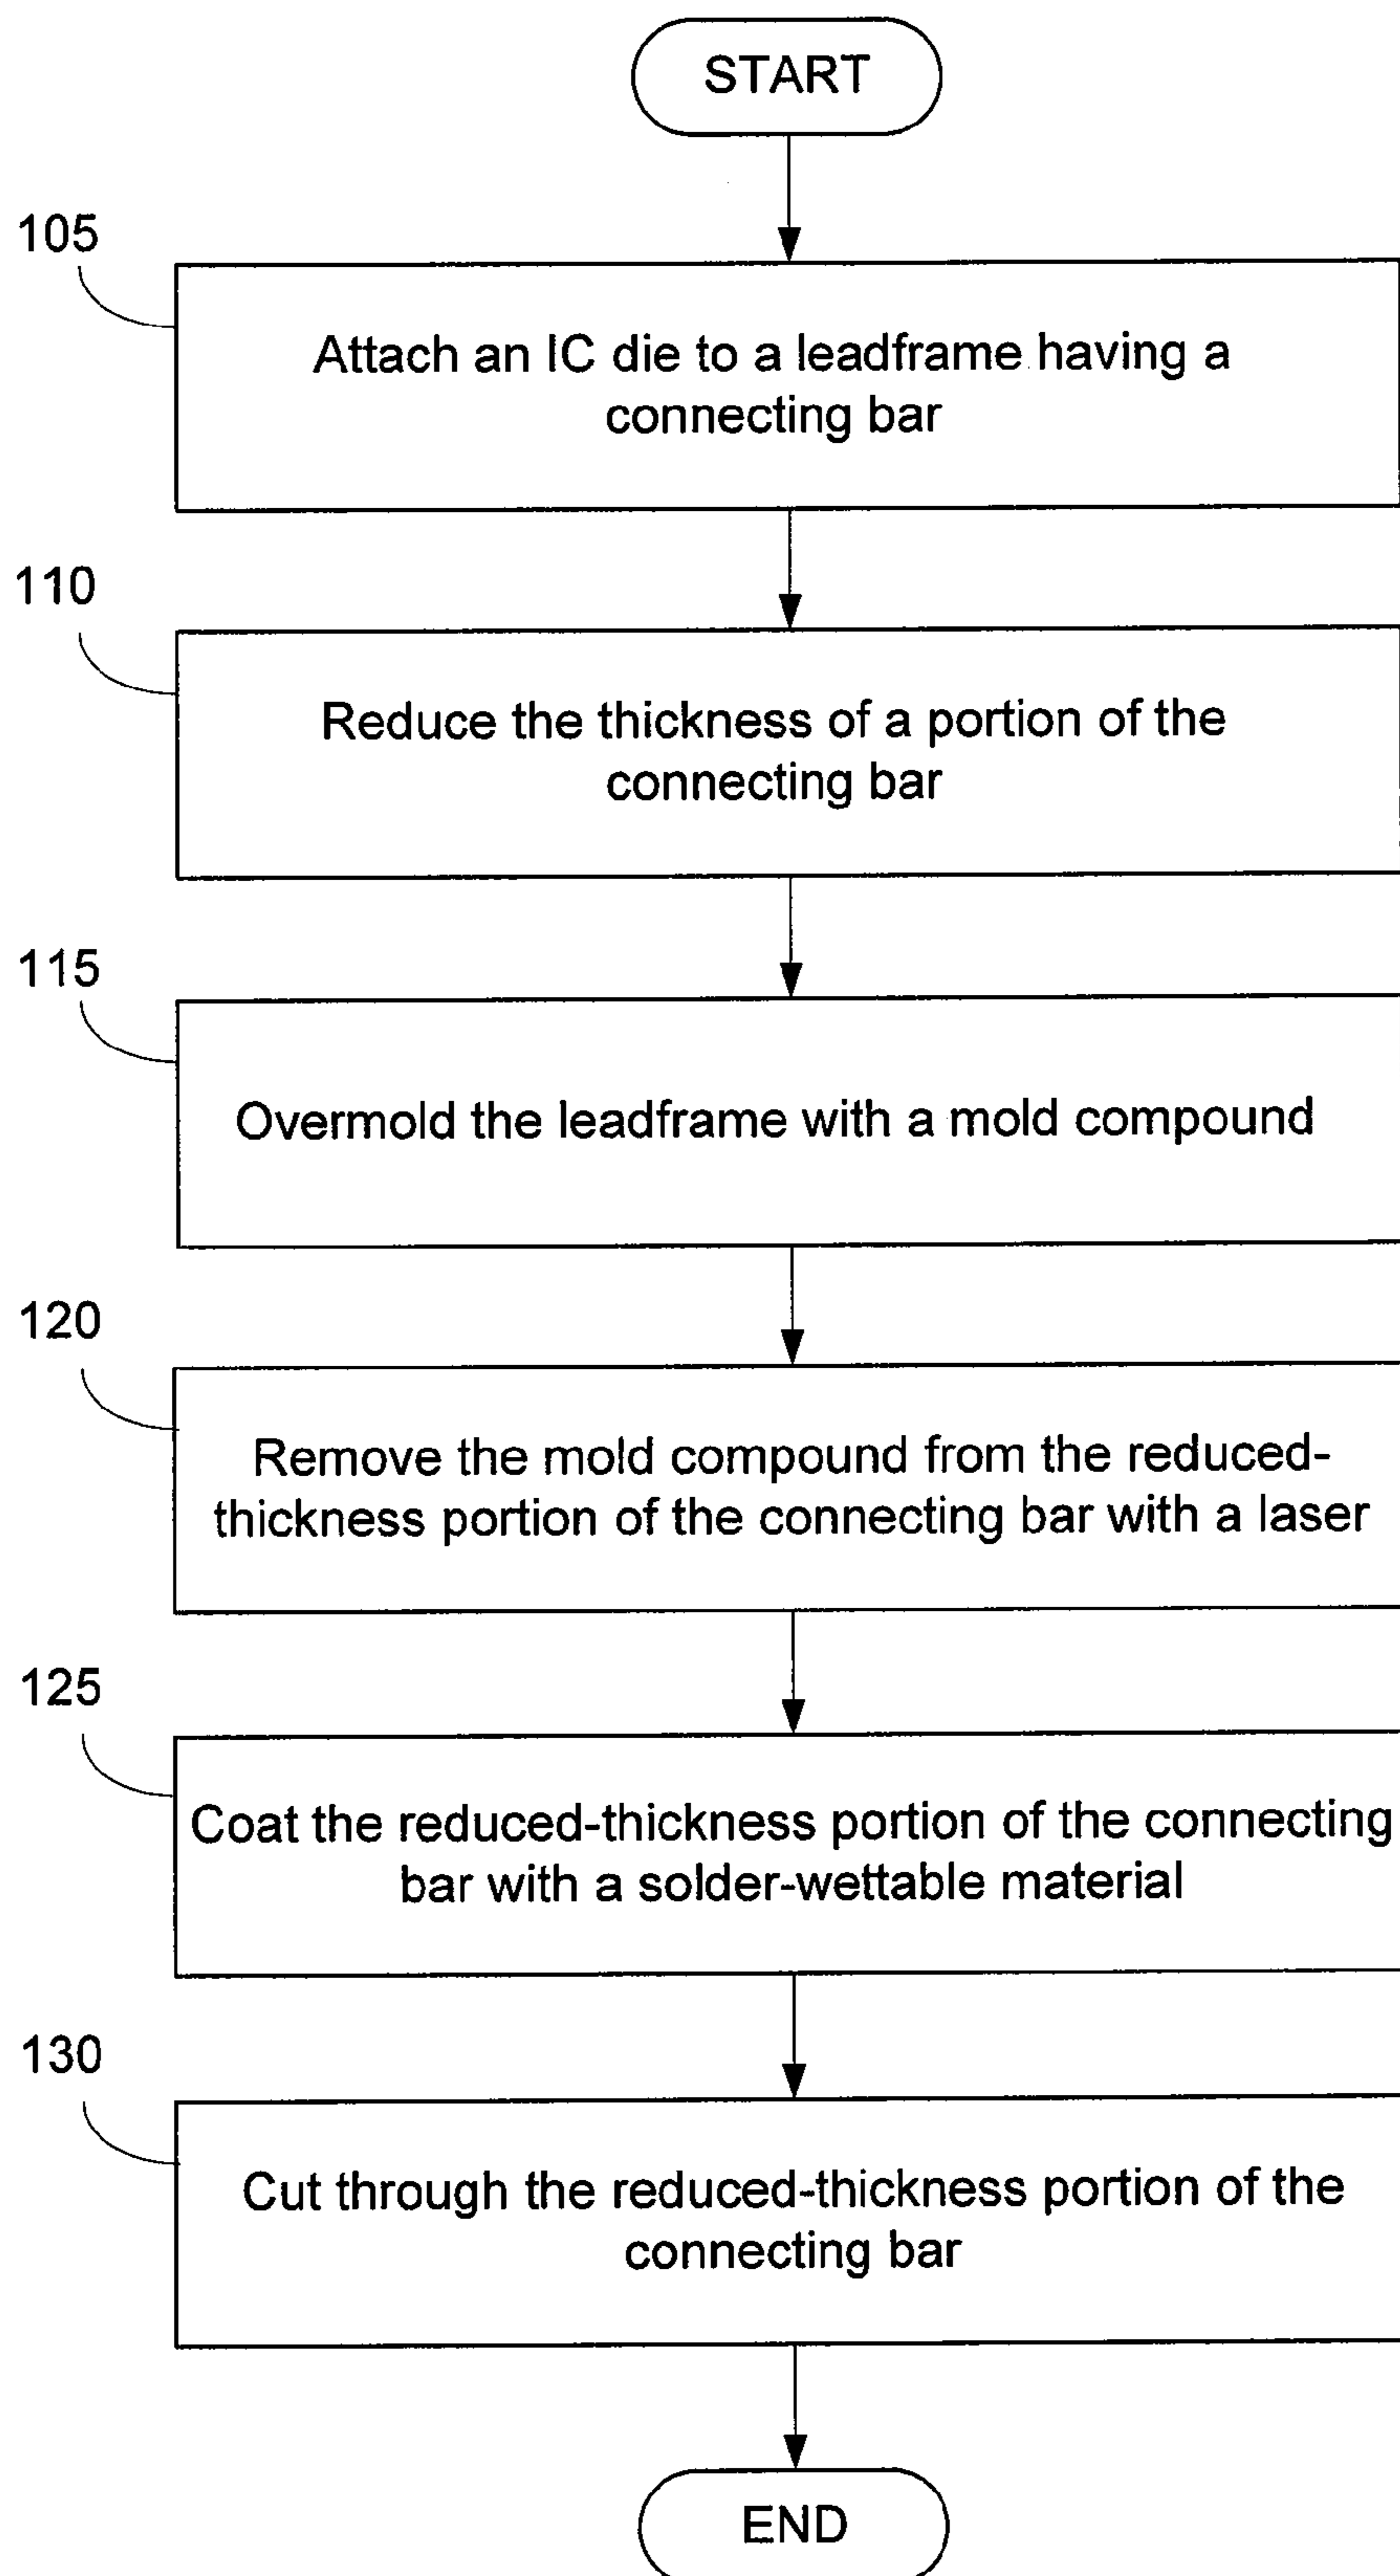 START
105
Attach an IC die to a leadframe having a
connecting bar
110
Reduce the thickness of a portion of the
connecting bar
115
Overmold the leadframe with a mold compound
120
Remove the mold compound from the reduced-
thickness portion of the connecting bar with a laser
125
Coat the reduced-thickness portion of the connecting
bar with a solder-wettable material
130
Cut through the reduced-thickness portion of the
connecting bar
END